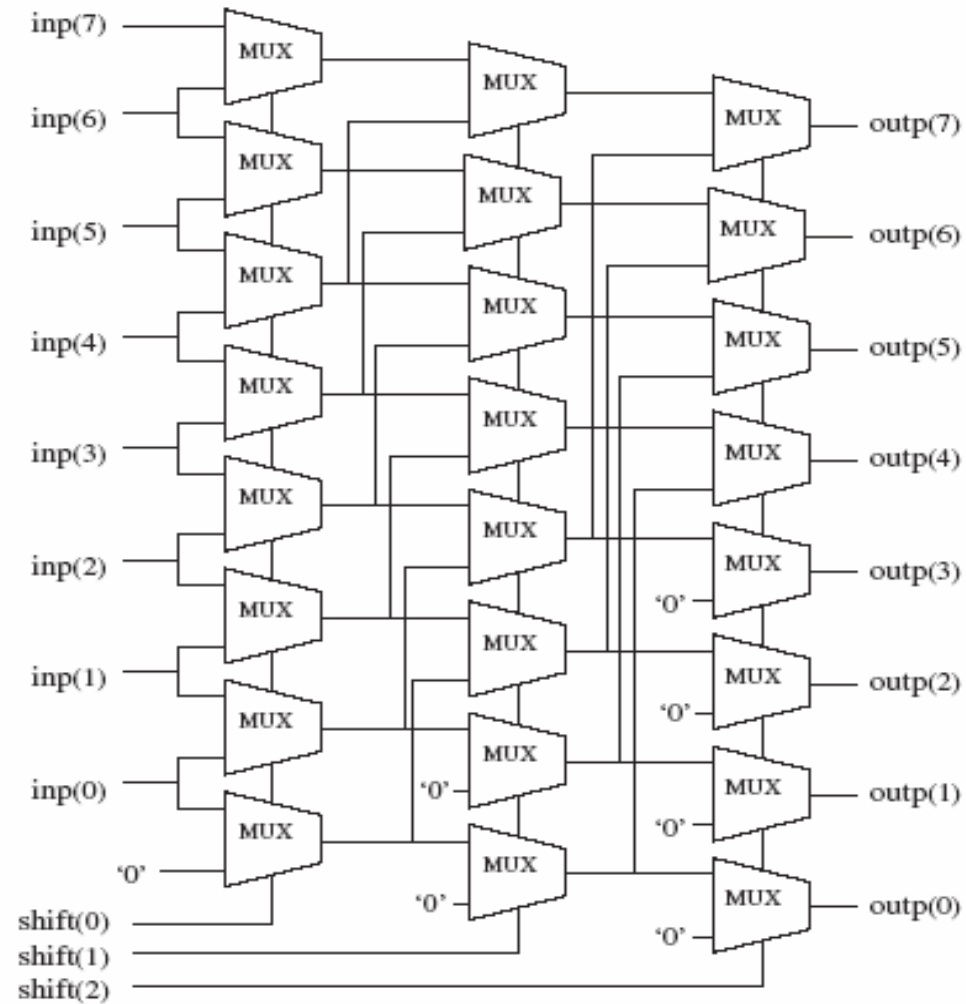 inp(7)
MUX
MUX
MUX
inp(6)
outp(7)
MUX
MUX
MUX
inp(5)
outp(6)
MUX
MUX
MUX
inp(4)
outp(5)
MUX
MUX
MUX
inp(3)
outp(4)
MUX
MUX
MUX
inp(2)
‘0’
outp(3)
MUX
MUX
MUX
inp(1)
‘0’
outp(2)
MUX
MUX
MUX
inp(0)
‘0’
‘0’
outp(1)
MUX
MUX
MUX
‘0’
‘0’
‘0’
outp(0)
shift(0)
shift(1)
shift(2)